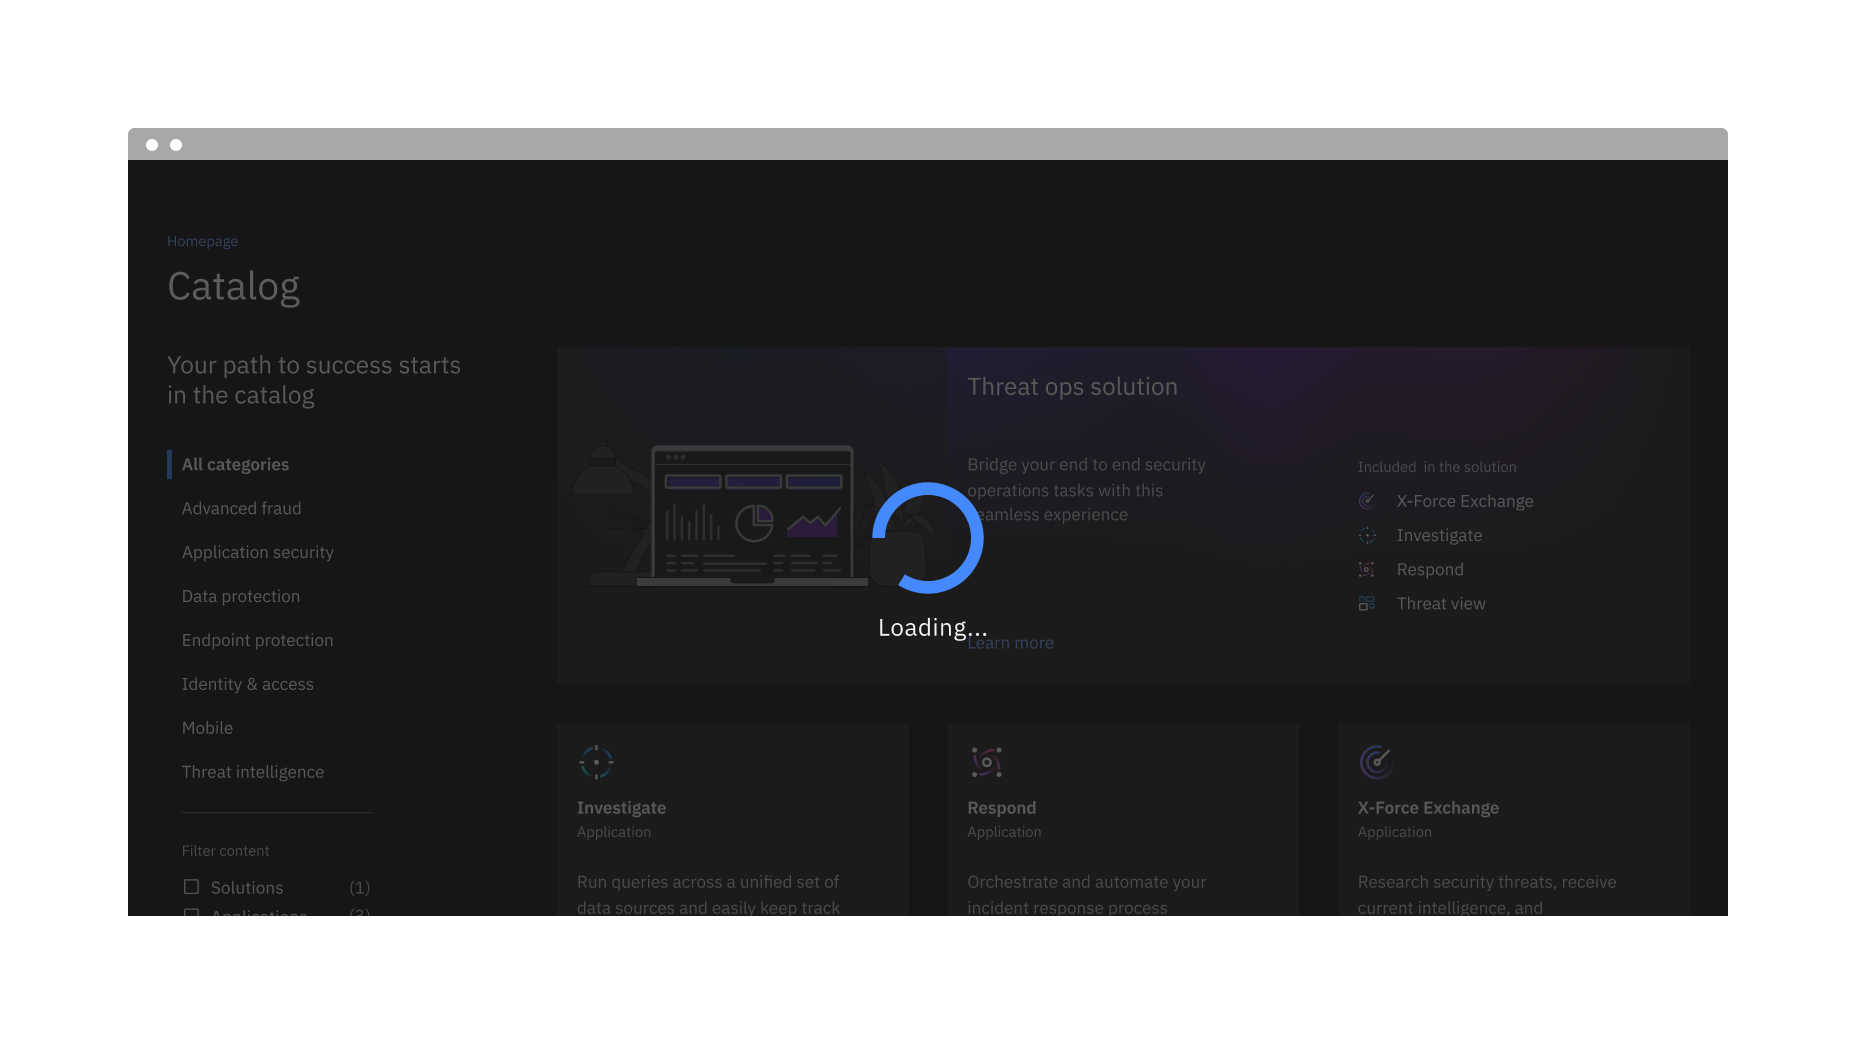 Homepage
Catalog
Your path to success starts
in the catalog
All categories
Advanced fraud
Application security
Data protection
Endpoint protection
Identity & access
Mobile
Threat intelligence
Filter content
Solutions (1)
Applications (3)
Threat ops solution
Bridge your end to end security
operations tasks with this
seamless experience
Learn more
Included in the solution
X-Force Exchange
Investigate
Respond
Threat view
Loading...
Investigate
Application
Run queries across a unified set of
data sources and easily keep track
Respond
Application
Orchestrate and automate your
incident response process
X-Force Exchange
Application
Research security threats, receive
current intelligence, and